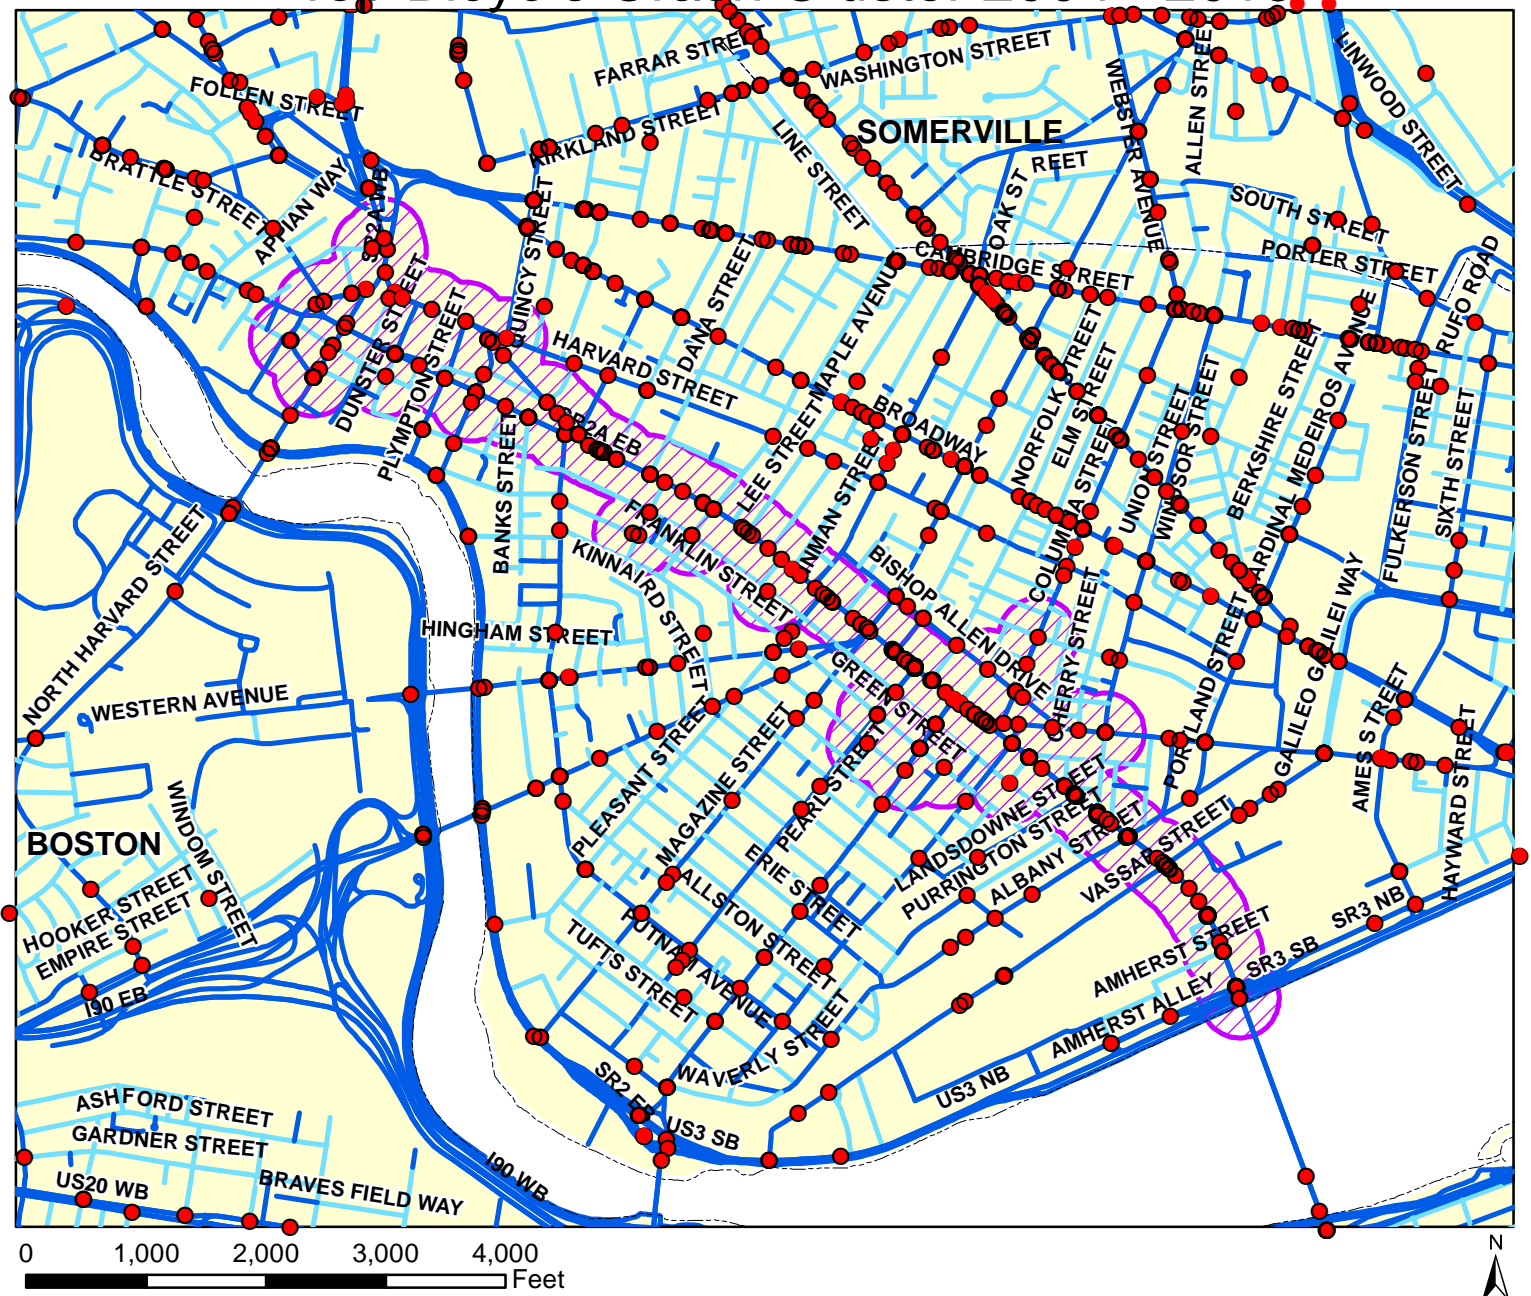 FARRAR STREET
WASHINGTON STREET
LINWOOD STREET
FOLLEN STREET
WEBSTER AVENUE
ALLEN STREET
KIRKLAND STREET
LINE STREET
SOMERVILLE
REET
BRATTLE STREET
APPIAN WAY
SR2A WB
OAK ST
SOUTH STREET
PORTER STREET
RUFO ROAD
QUINCY STREET
CAMBRIDGE STREET
DANA STREET
MAPLE AVENUE
DUNSTER STREET
PLYMPTON STREET
HARVARD STREET
BROADWAY
NORFOLK STREET
ELM STREET
COLUMBIA STREET
UNION STREET
WINDSOR STREET
BERKSHIRE STREET
CARDINAL MEDEIROS AVENUE
FULKERSON STREET
SIXTH STREET
SR2A EB
BANKS STREET
LEE STREET
INMAN STREET
FRANKLIN STREET
KINNAIRD STREET
BISHOP ALLEN DRIVE
NORTH HARVARD STREET
HINGHAM STREET
WESTERN AVENUE
GREEN STREET
CHERRY STREET
PORTLAND STREET
GALILEO GALILEI WAY
AMES STREET
HAYWARD STREET
PLEASANT STREET
MAGAZINE STREET
PEARL STREET
LANDSDOWNE STREET
PURRINGTON STREET
ALBANY STREET
VASSAR STREET
BOSTON
WINDOM STREET
HOOKER STREET
EMPIRE STREET
I90 EB
ERIE STREET
ALLSTON STREET
PUTNAM AVENUE
TUFTS STREET
WAVERLY STREET
AMHERST STREET
AMHERST ALLEY
SR3 NB
SR3 SB
US3 NB
SR2 EB
US3 SB
ASHFORD STREET
GARDNER STREET
US20 WB
BRAVES FIELD WAY
I90 WB
0 1,000 2,000 3,000 4,000
Feet
N